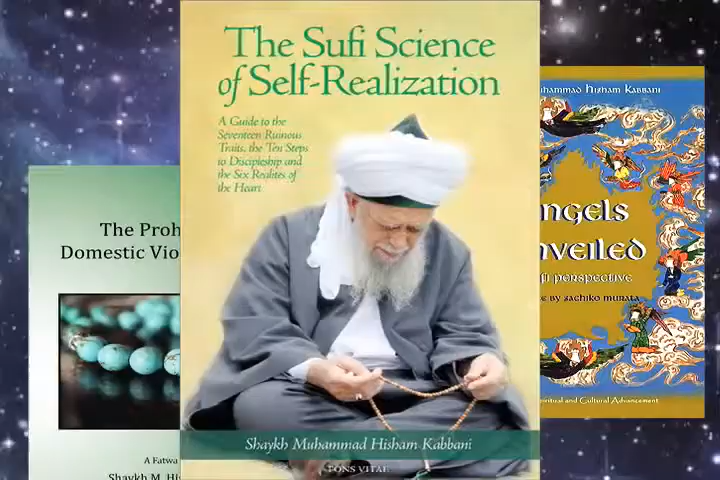 The Sufi Science
of Self-Realization
A Guide to the
Seventeen Ruinous
Traits, the Ten Steps
to Discipleship and
the Six Realities of
the Heart
Shaykh Muhammad Hisham Kabbani
FONS VITAE
The Proh
Domestic Vio
A Fatwa
Shaykh M. Hi
uhammad Hisham Kabbani
ngels
nveiled
fi perspective
e by Sachiko Murata
piritual and Cultural Advancement